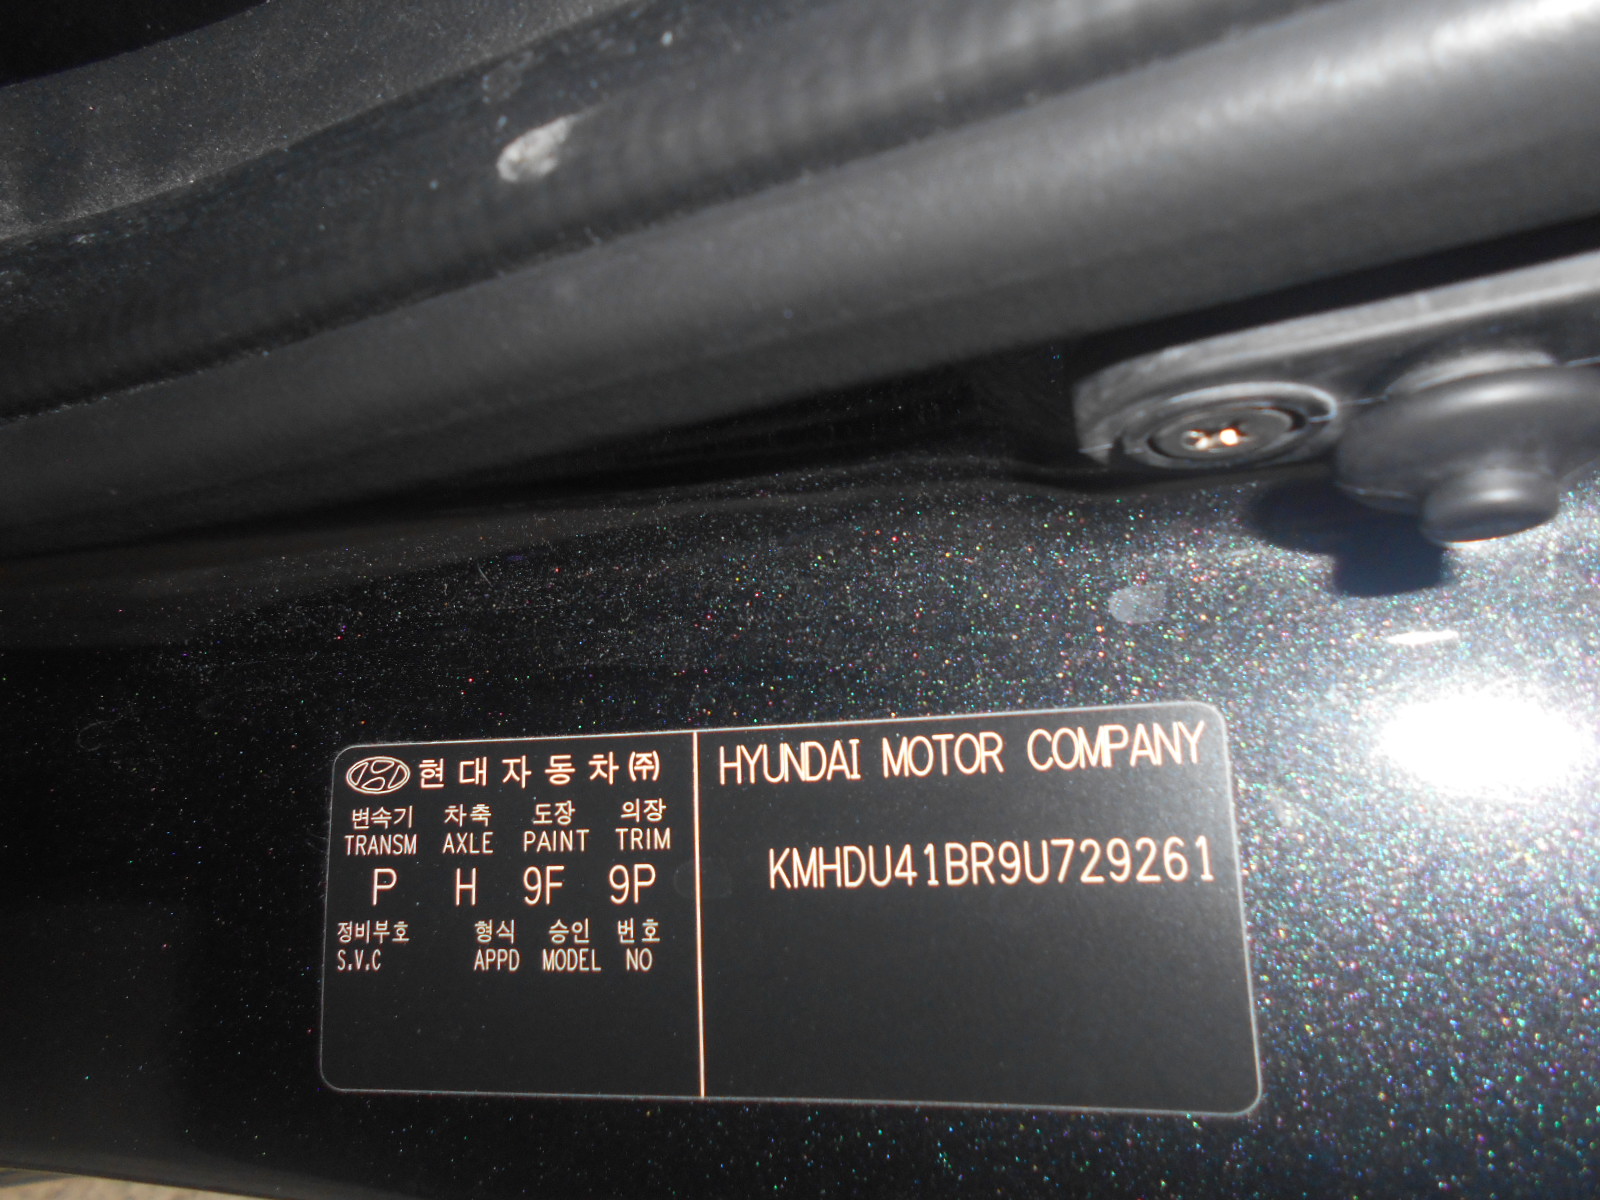 현대자동차㈜
변속기 차축 도장 의장
TRANSM AXLE PAINT TRIM
P H 9F 9P
정비부호 형식 승인 번호
S.V.C APPD MODEL NO
HYUNDAI MOTOR COMPANY
KMHDU41BR9U729261